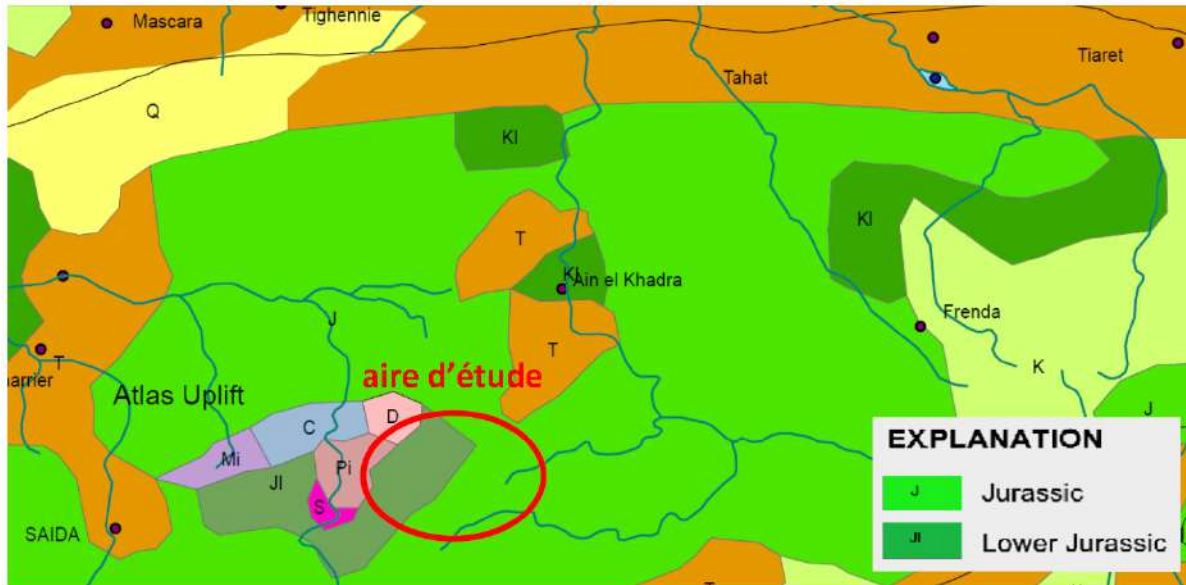 Mascara
Tighennie
Tahat
Tiaret
Q
Kl
Kl
T
Kl
Ain el Khadra
Frenda
J
T
T
K
harrier
aire d’étude
Atlas Uplift
J
D
C
Mi
Jl
Pi
S
SAIDA
EXPLANATION
J Jurassic
Jl Lower Jurassic